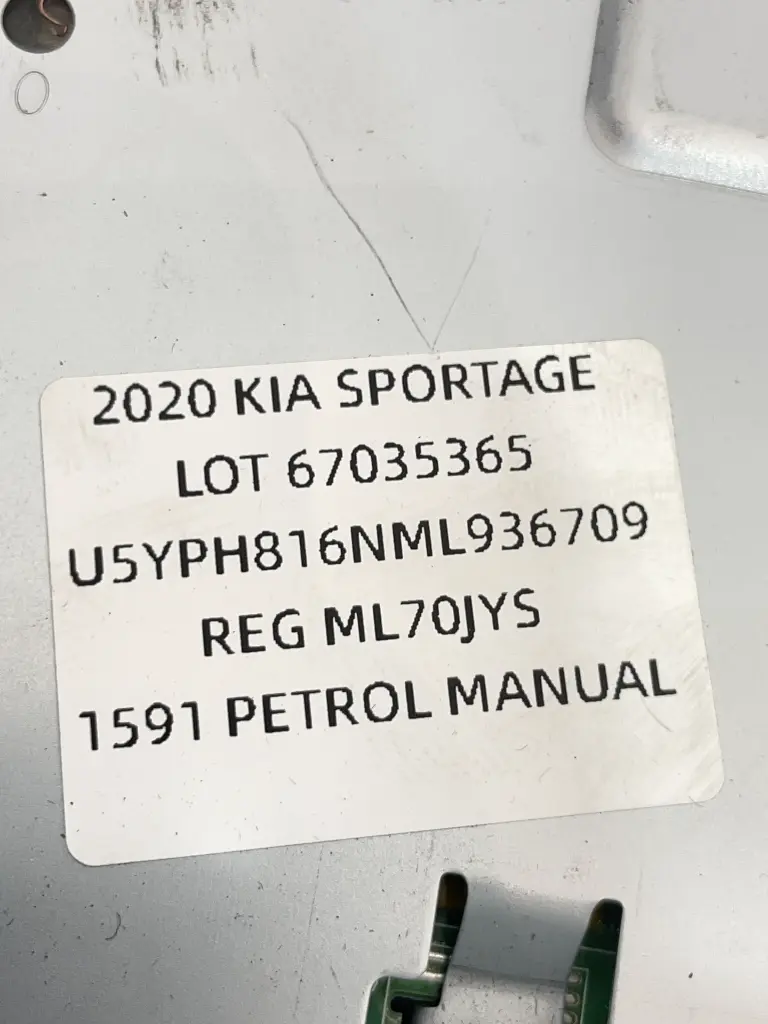 2020 KIA SPORTAGE
LOT 67035365
U5YPH816NML936709
REG ML70JYS
1591 PETROL MANUAL